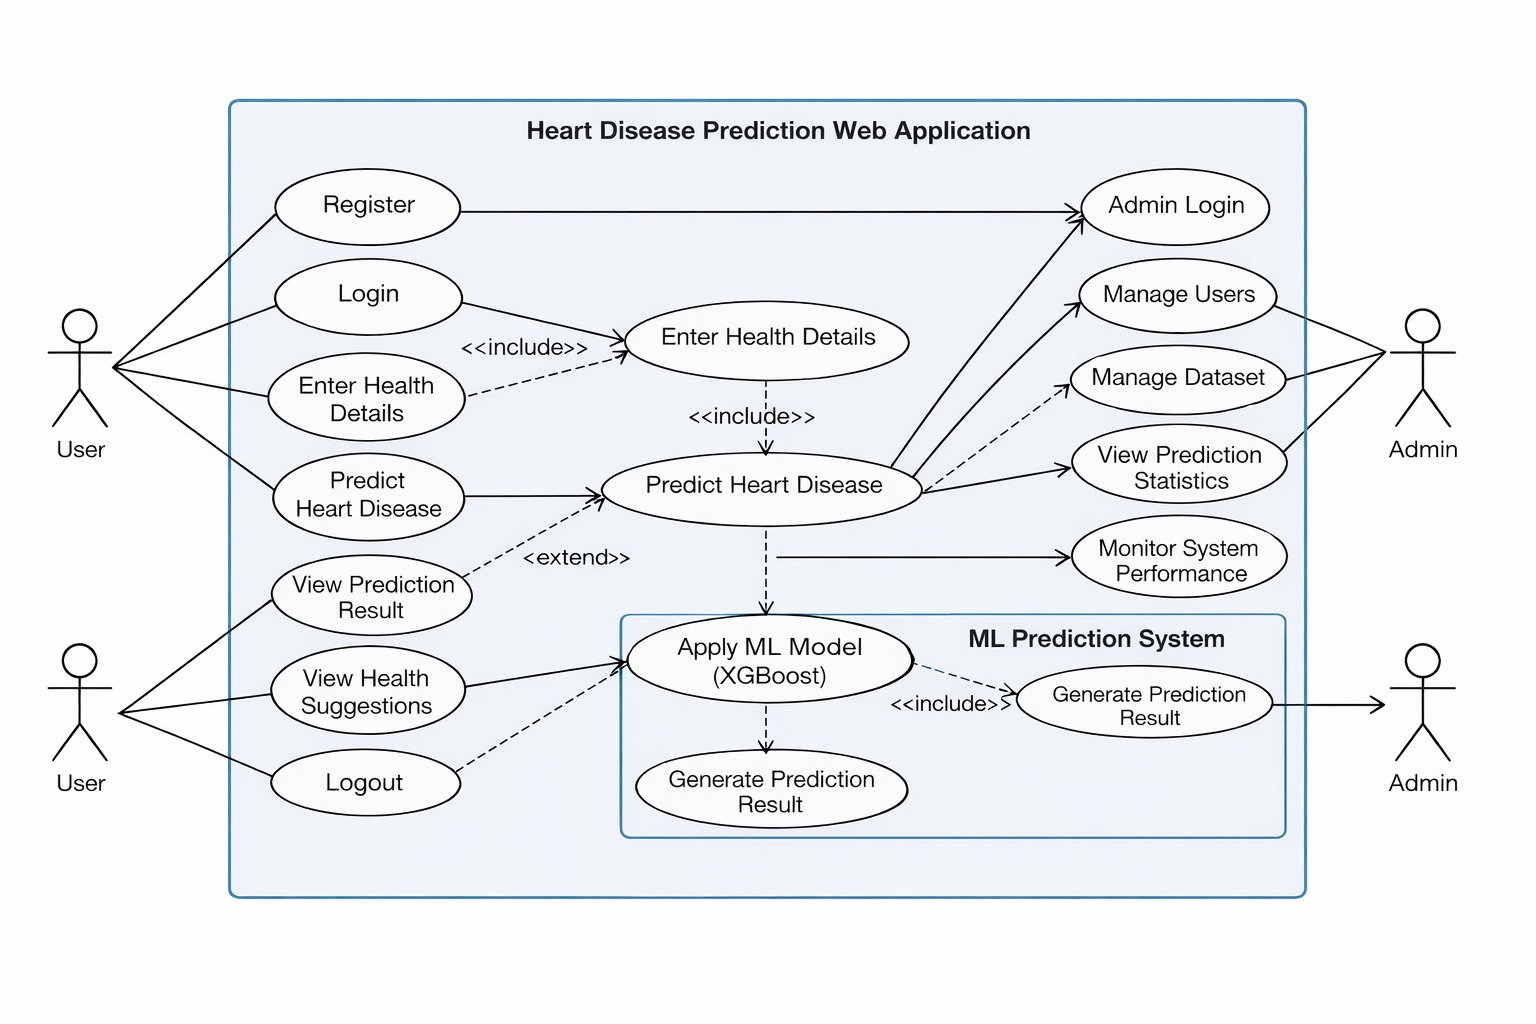 Heart Disease Prediction Web Application
Register
Admin Login
Login
Manage Users
Enter Health Details
<<include>>
Enter Health
Details
Manage Dataset
<<include>>
User
Admin
Predict
Heart Disease
Predict Heart Disease
View Prediction
Statistics
<extend>>
Monitor System
Performance
View Prediction
Result
ML Prediction System
Apply ML Model
(XGBoost)
View Health
Suggestions
<<include>>
Generate Prediction
Result
User
Logout
Generate Prediction
Result
Admin